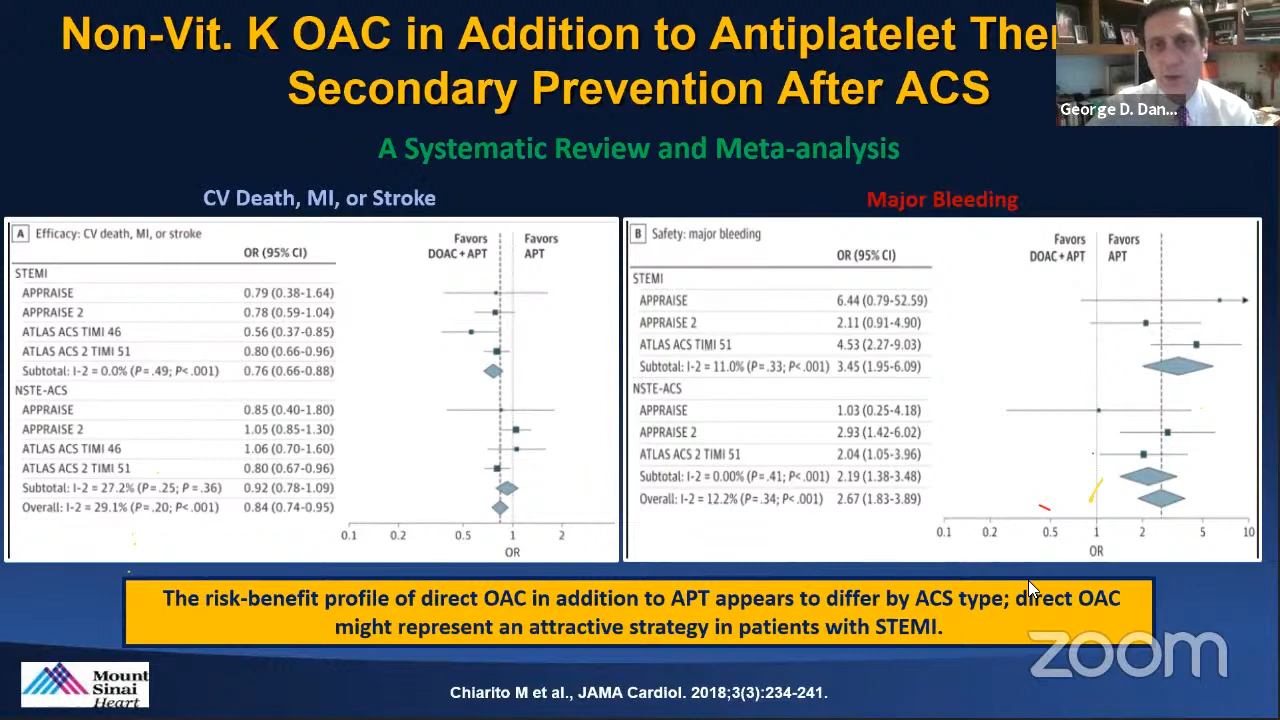 Non-Vit. K OAC in Addition to Antiplatelet Ther
Secondary Prevention After ACS
George D. Dan...
A Systematic Review and Meta-analysis
CV Death, MI, or Stroke
Major Bleeding
A Efficacy: CV death, MI, or stroke
OR (95% CI)
Favors DOAC + APT
Favors APT
STEMI
APPRAISE 0.79 (0.38-1.64)
APPRAISE 2 0.78 (0.59-1.04)
ATLAS ACS TIMI 46 0.56 (0.37-0.85)
ATLAS ACS 2 TIMI 51 0.80 (0.66-0.96)
Subtotal: I-2 = 0.0% (P=.49; P<.001) 0.76 (0.66-0.88)
NSTE-ACS
APPRAISE 0.85 (0.40-1.80)
APPRAISE 2 1.05 (0.85-1.30)
ATLAS ACS TIMI 46 1.06 (0.70-1.60)
ATLAS ACS 2 TIMI 51 0.80 (0.67-0.96)
Subtotal: I-2 = 27.2% (P=.25; P=.36) 0.92 (0.78-1.09)
Overall: I-2 = 29.1% (P=.20; P<.001) 0.84 (0.74-0.95)
0.1 0.2 0.5 1 2
OR
B Safety: major bleeding
OR (95% CI)
Favors DOAC + APT
Favors APT
STEMI
APPRAISE 6.44 (0.79-52.59)
APPRAISE 2 2.11 (0.91-4.90)
ATLAS ACS TIMI 51 4.53 (2.27-9.03)
Subtotal: I-2 = 11.0% (P=.33; P<.001) 3.45 (1.95-6.09)
NSTE-ACS
APPRAISE 1.03 (0.25-4.18)
APPRAISE 2 2.93 (1.42-6.02)
ATLAS ACS 2 TIMI 51 2.04 (1.05-3.96)
Subtotal: I-2 = 0.00% (P=.41; P<.001) 2.19 (1.38-3.48)
Overall: I-2 = 12.2% (P=.34; P<.001) 2.67 (1.83-3.89)
0.1 0.2 0.5 1 2 5 10
OR
The risk-benefit profile of direct OAC in addition to APT appears to differ by ACS type; direct OAC
might represent an attractive strategy in patients with STEMI.
zoom
Mount
Sinai
Heart
Chiarito M et al., JAMA Cardiol. 2018;3(3):234-241.